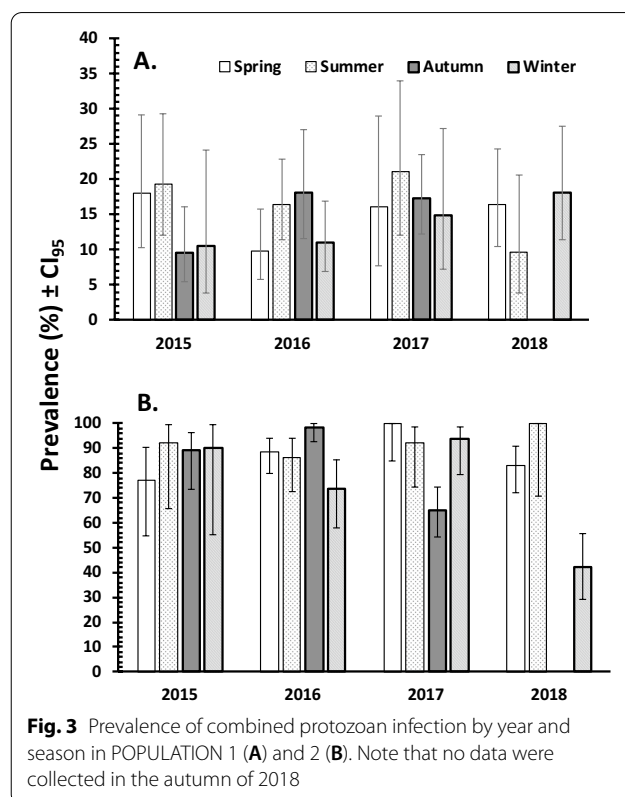 A.
Spring Summer Autumn Winter
40
35
30
25
20
15
10
5
0
2015 2016 2017 2018
Prevalence (%) ± CI95
B.
100
90
80
70
60
50
40
30
20
10
0
2015 2016 2017 2018
Fig. 3 Prevalence of combined protozoan infection by year and
season in POPULATION 1 (A) and 2 (B). Note that no data were
collected in the autumn of 2018